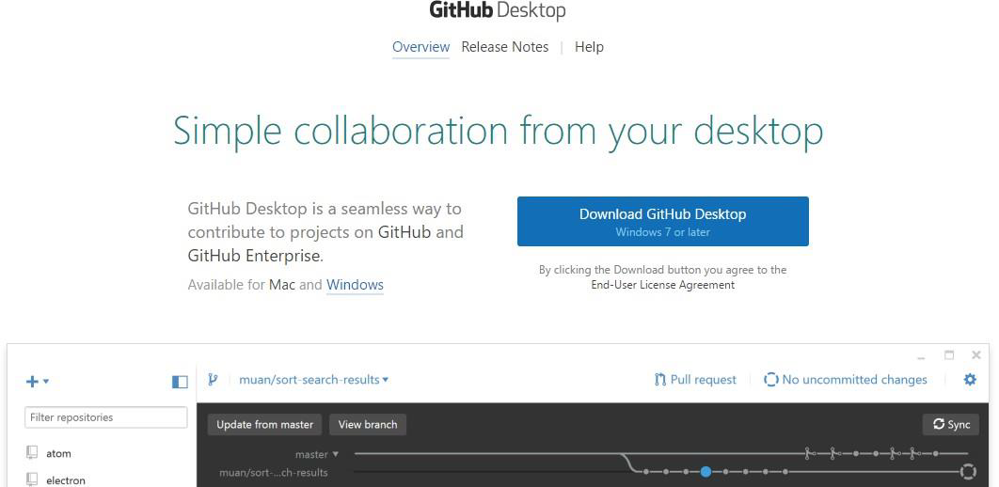 GitHub Desktop
Overview Release Notes | Help
Simple collaboration from your desktop
GitHub Desktop is a seamless way to
contribute to projects on GitHub and
GitHub Enterprise.
Available for Mac and Windows
Download GitHub Desktop
Windows 7 or later
By clicking the Download button you agree to the
End-User License Agreement
muan/sort-search-results
Pull request
No uncommitted changes
Filter repositories
atom
electron
Update from master
View branch
Sync
master
muan/sort-...ch-results